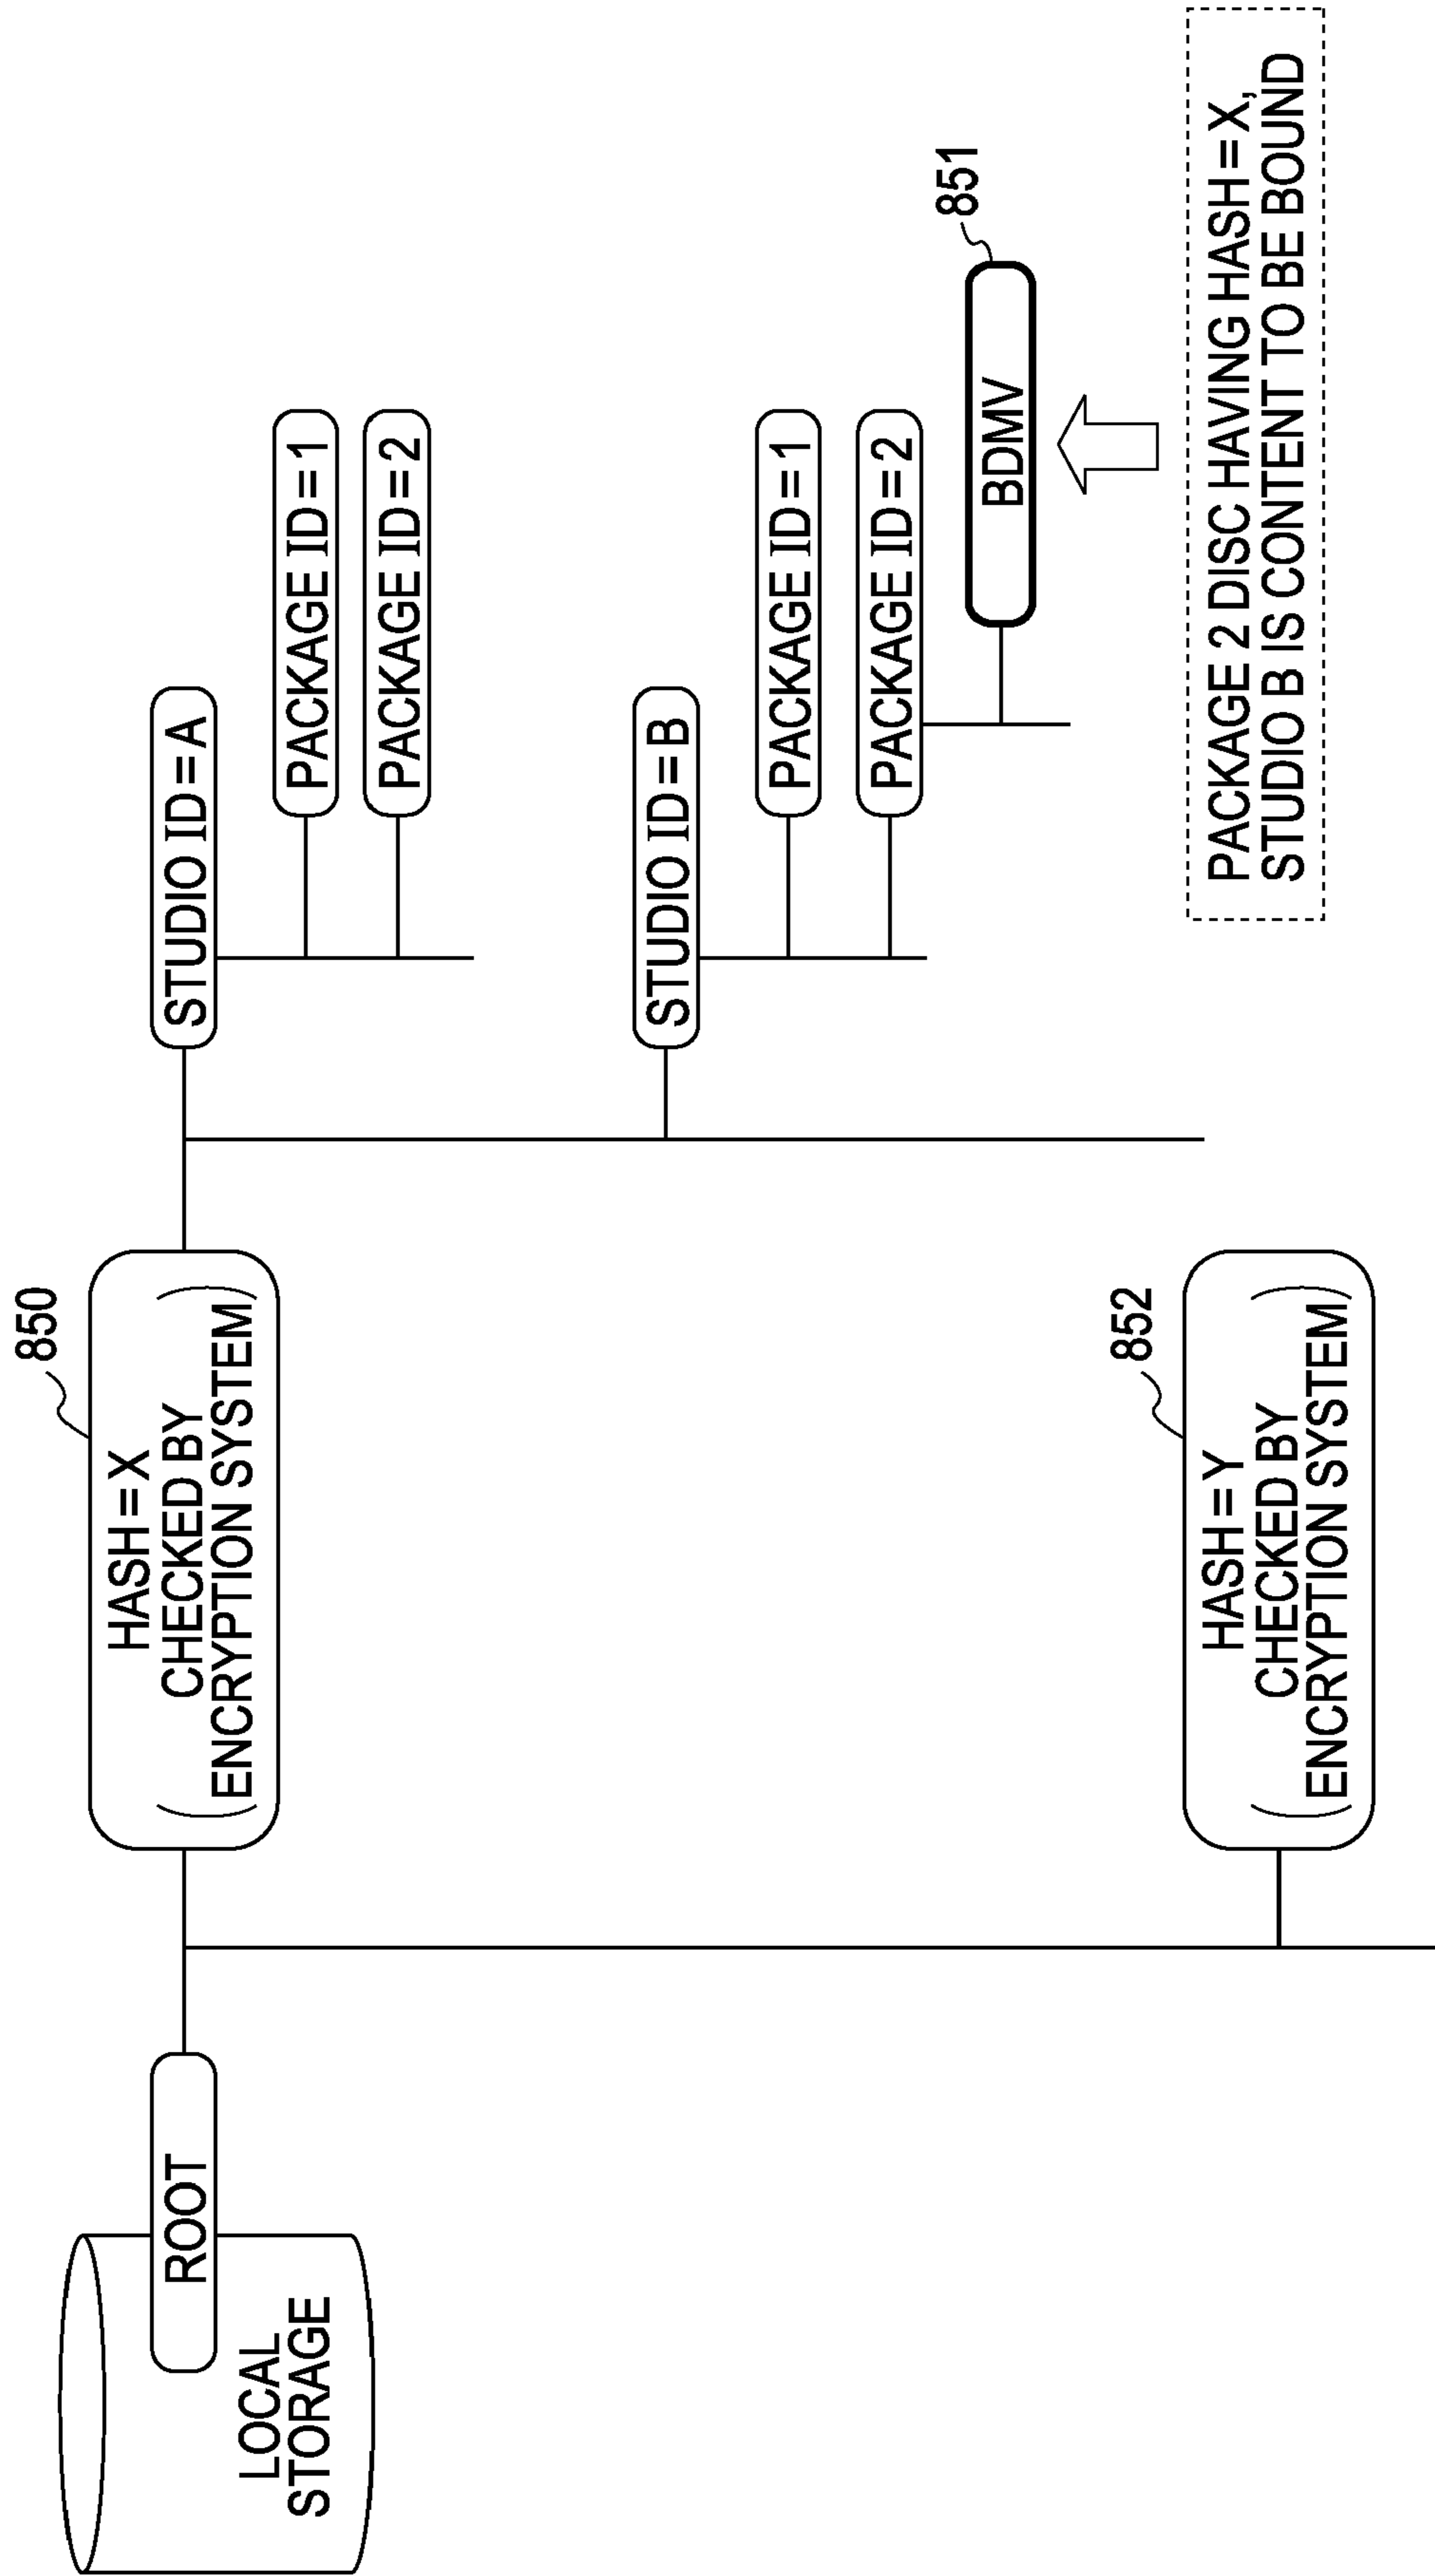 LOCAL
STORAGE
ROOT
850
HASH = X
CHECKED BY
ENCRYPTION SYSTEM
STUDIO ID = A
PACKAGE ID = 1
PACKAGE ID = 2
STUDIO ID = B
PACKAGE ID = 1
PACKAGE ID = 2
851
BDMV
PACKAGE 2 DISC HAVING HASH = X,
STUDIO B IS CONTENT TO BE BOUND
852
HASH = Y
CHECKED BY
ENCRYPTION SYSTEM